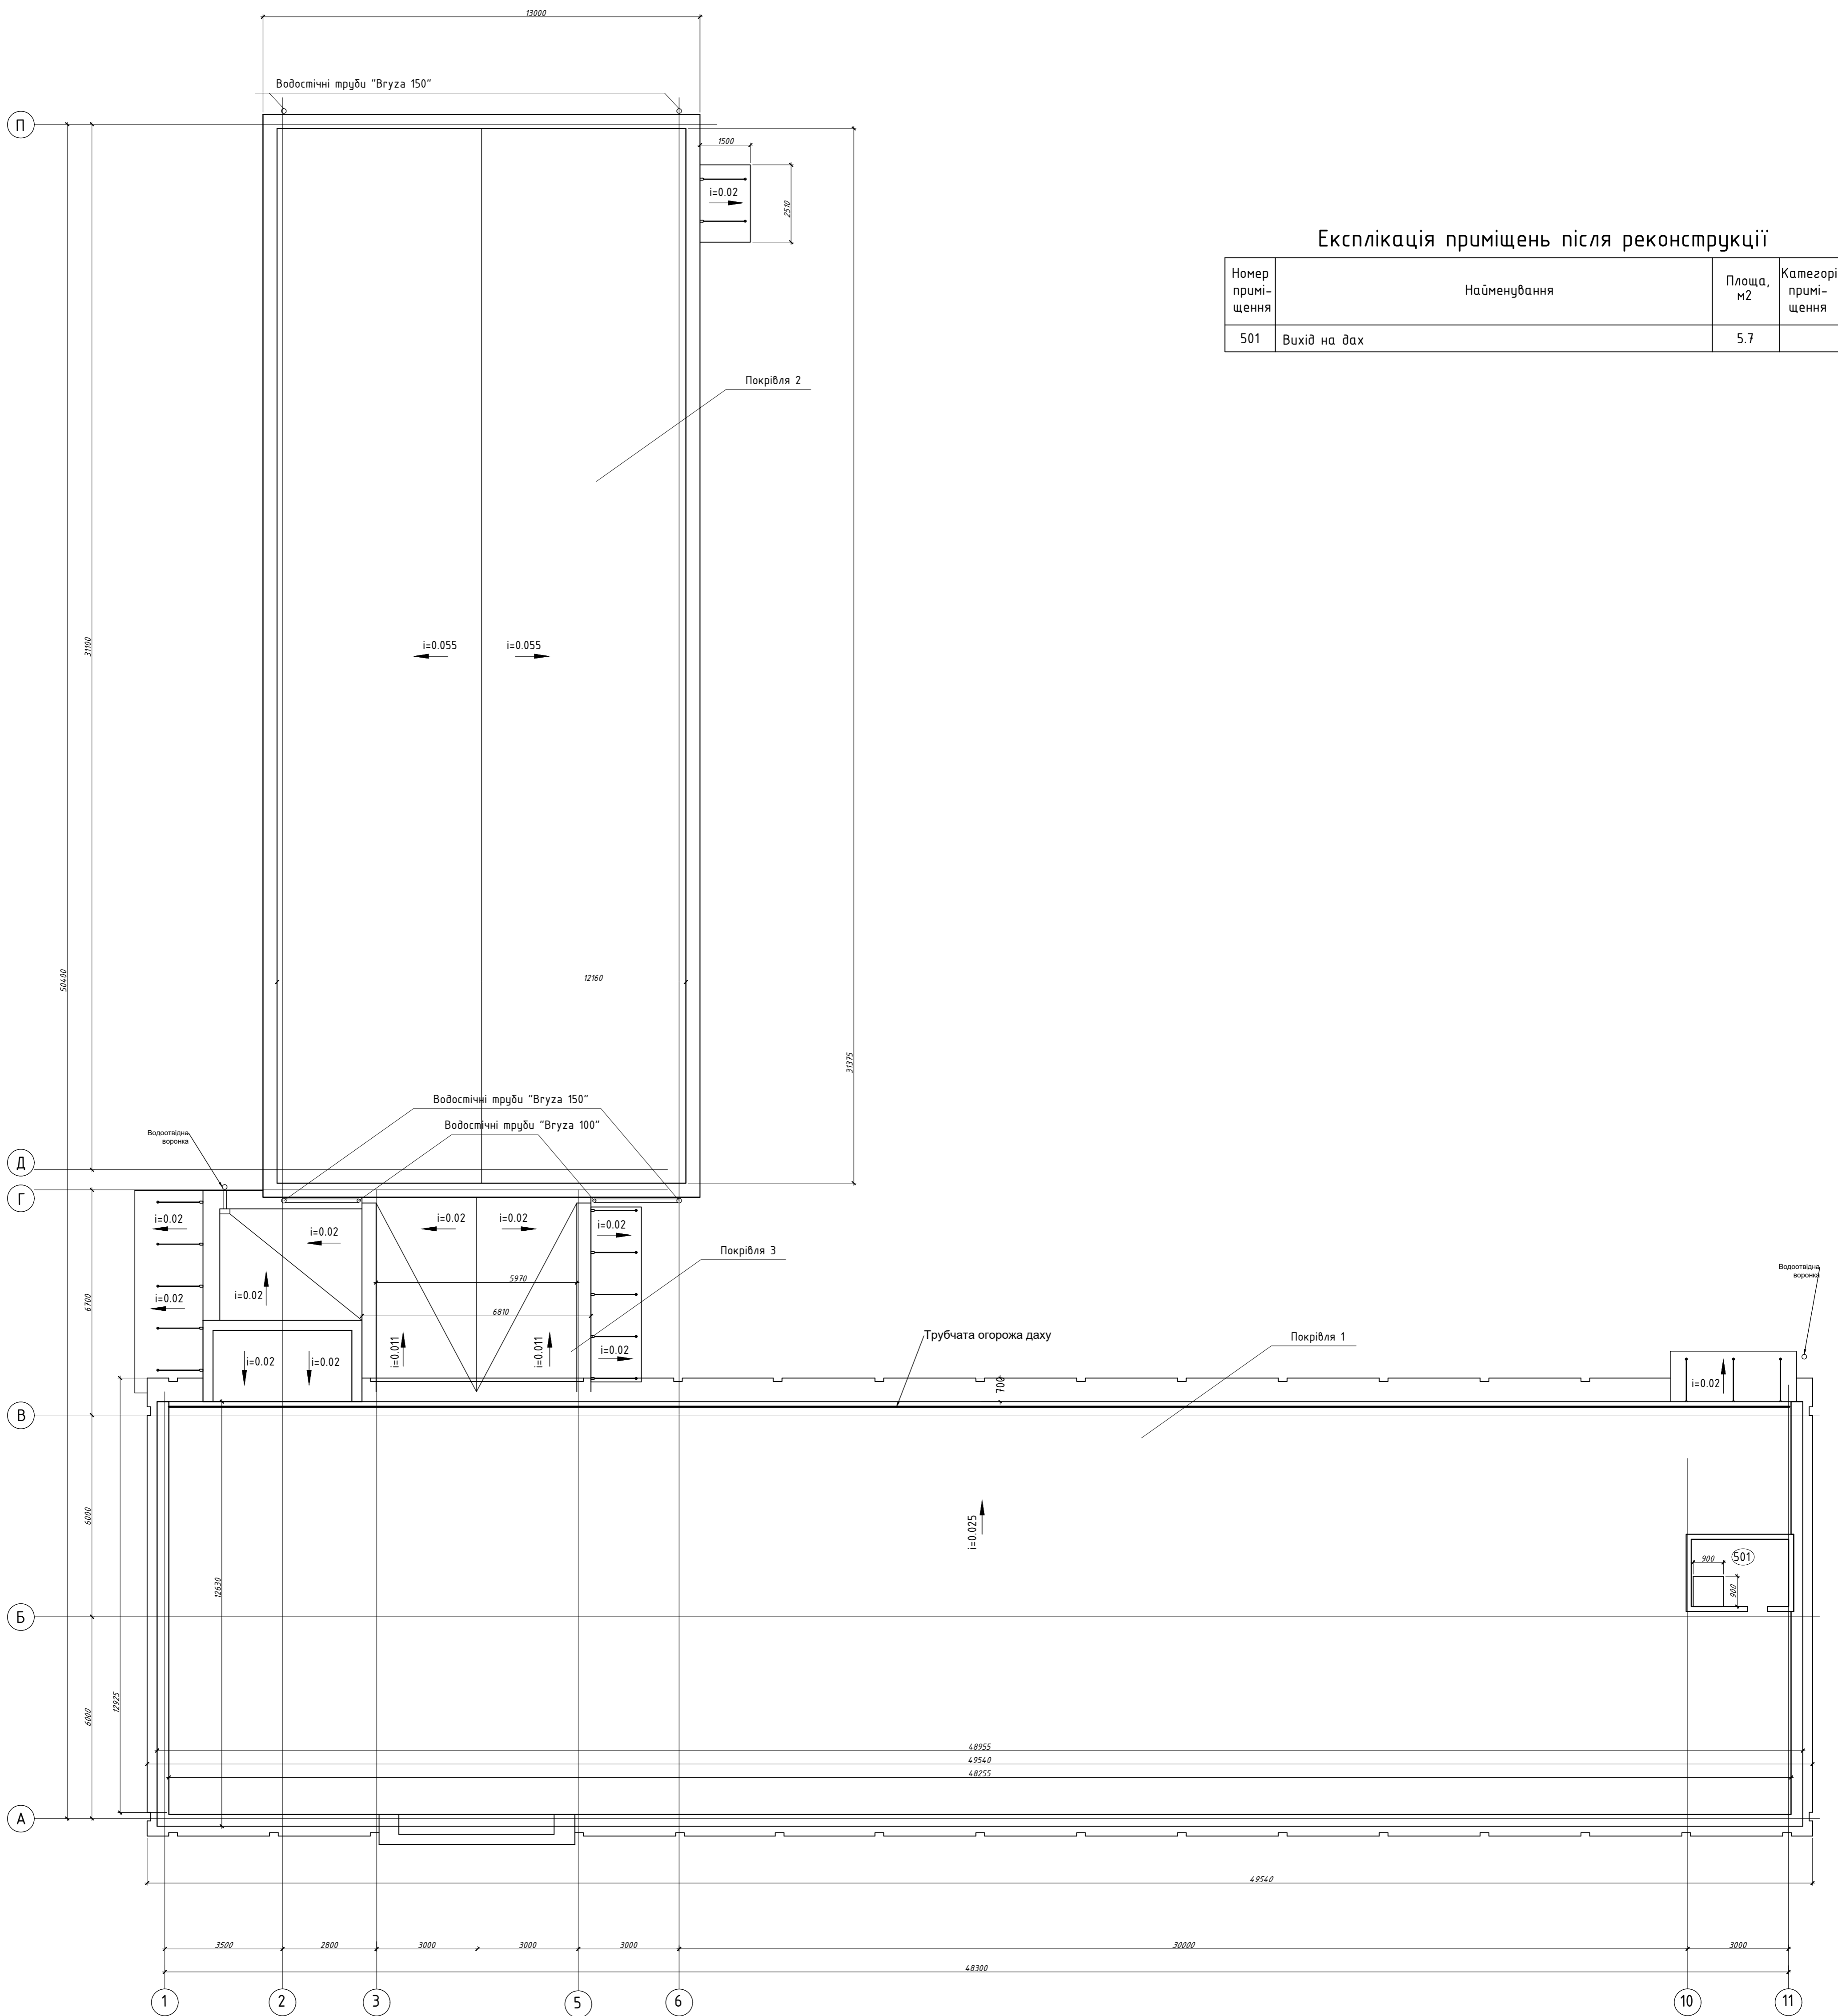 13000
Водостічні труби "Bryza 150"
П
1500
i=0.02
2510
Експлікація приміщень після реконструкції
Номер
примі-
щення
Найменування
Площа,
м2
Категорі
примі-
щення
501
Вихід на дах
5.7
Покрівля 2
31100
i=0.055
i=0.055
50400
12160
31375
Водостічні труби "Bryza 150"
Водостічні труби "Bryza 100"
Водоотвідна
воронка
Д
Г
i=0.02
i=0.02
i=0.02
i=0.02
i=0.02
i=0.02
i=0.02
i=0.02
5970
6810
6700
Покрівля 3
Водоотвідна
воронка
i=0.011
i=0.011
i=0.02
i=0.02
i=0.02
Трубчата огорожа даху
Покрівля 1
700
i=0.02
В
6000
i=0.025
12630
900
501
900
Б
12925
6000
48955
49540
48255
А
49540
3500
2800
3000
3000
3000
30000
3000
48300
1
2
3
5
6
10
11